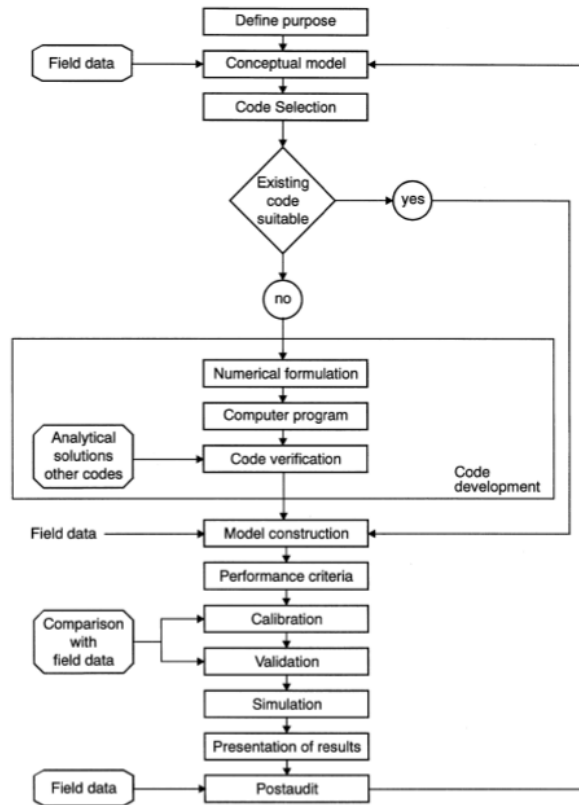 Define purpose
Field data
Conceptual model
Code Selection
Existing
code
suitable
yes
no
Numerical formulation
Computer program
Analytical
solutions
other codes
Code verification
Code
development
Field data
Model construction
Performance criteria
Comparison
with
field data
Calibration
Validation
Simulation
Presentation of results
Field data
Postaudit